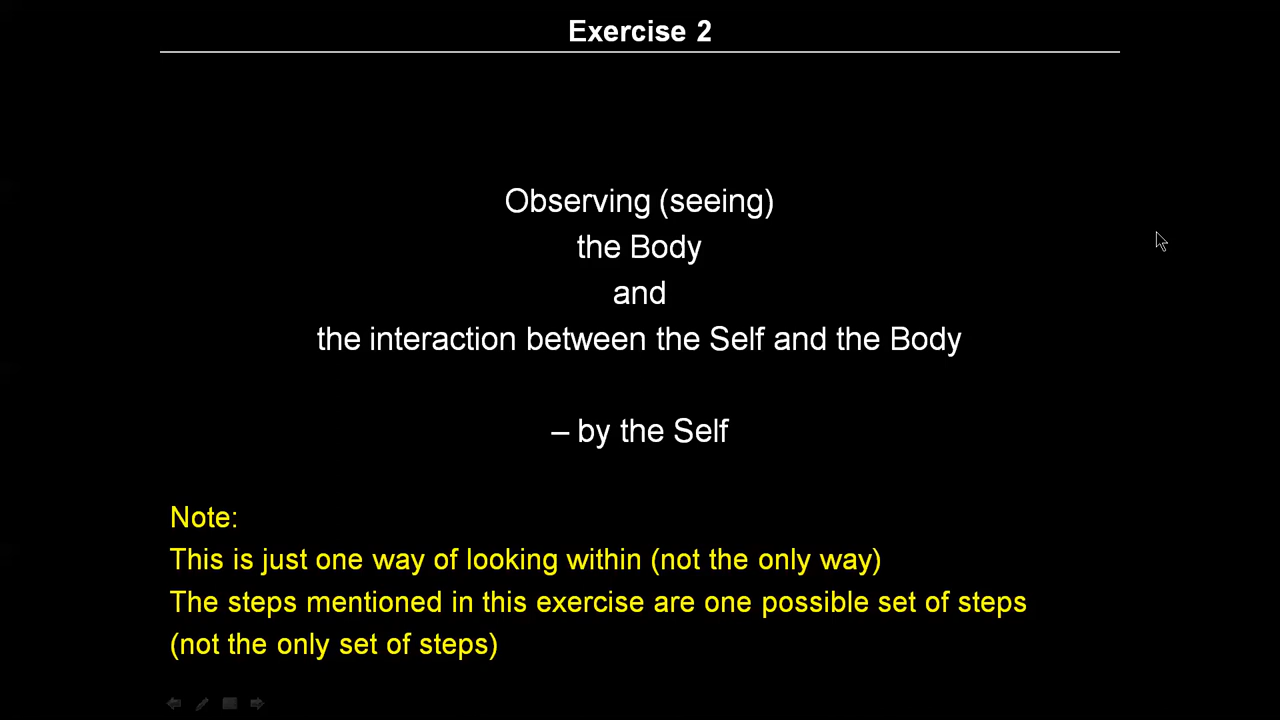 Exercise 2
Observing (seeing)
the Body
and
the interaction between the Self and the Body
– by the Self
Note:
This is just one way of looking within (not the only way)
The steps mentioned in this exercise are one possible set of steps
(not the only set of steps)